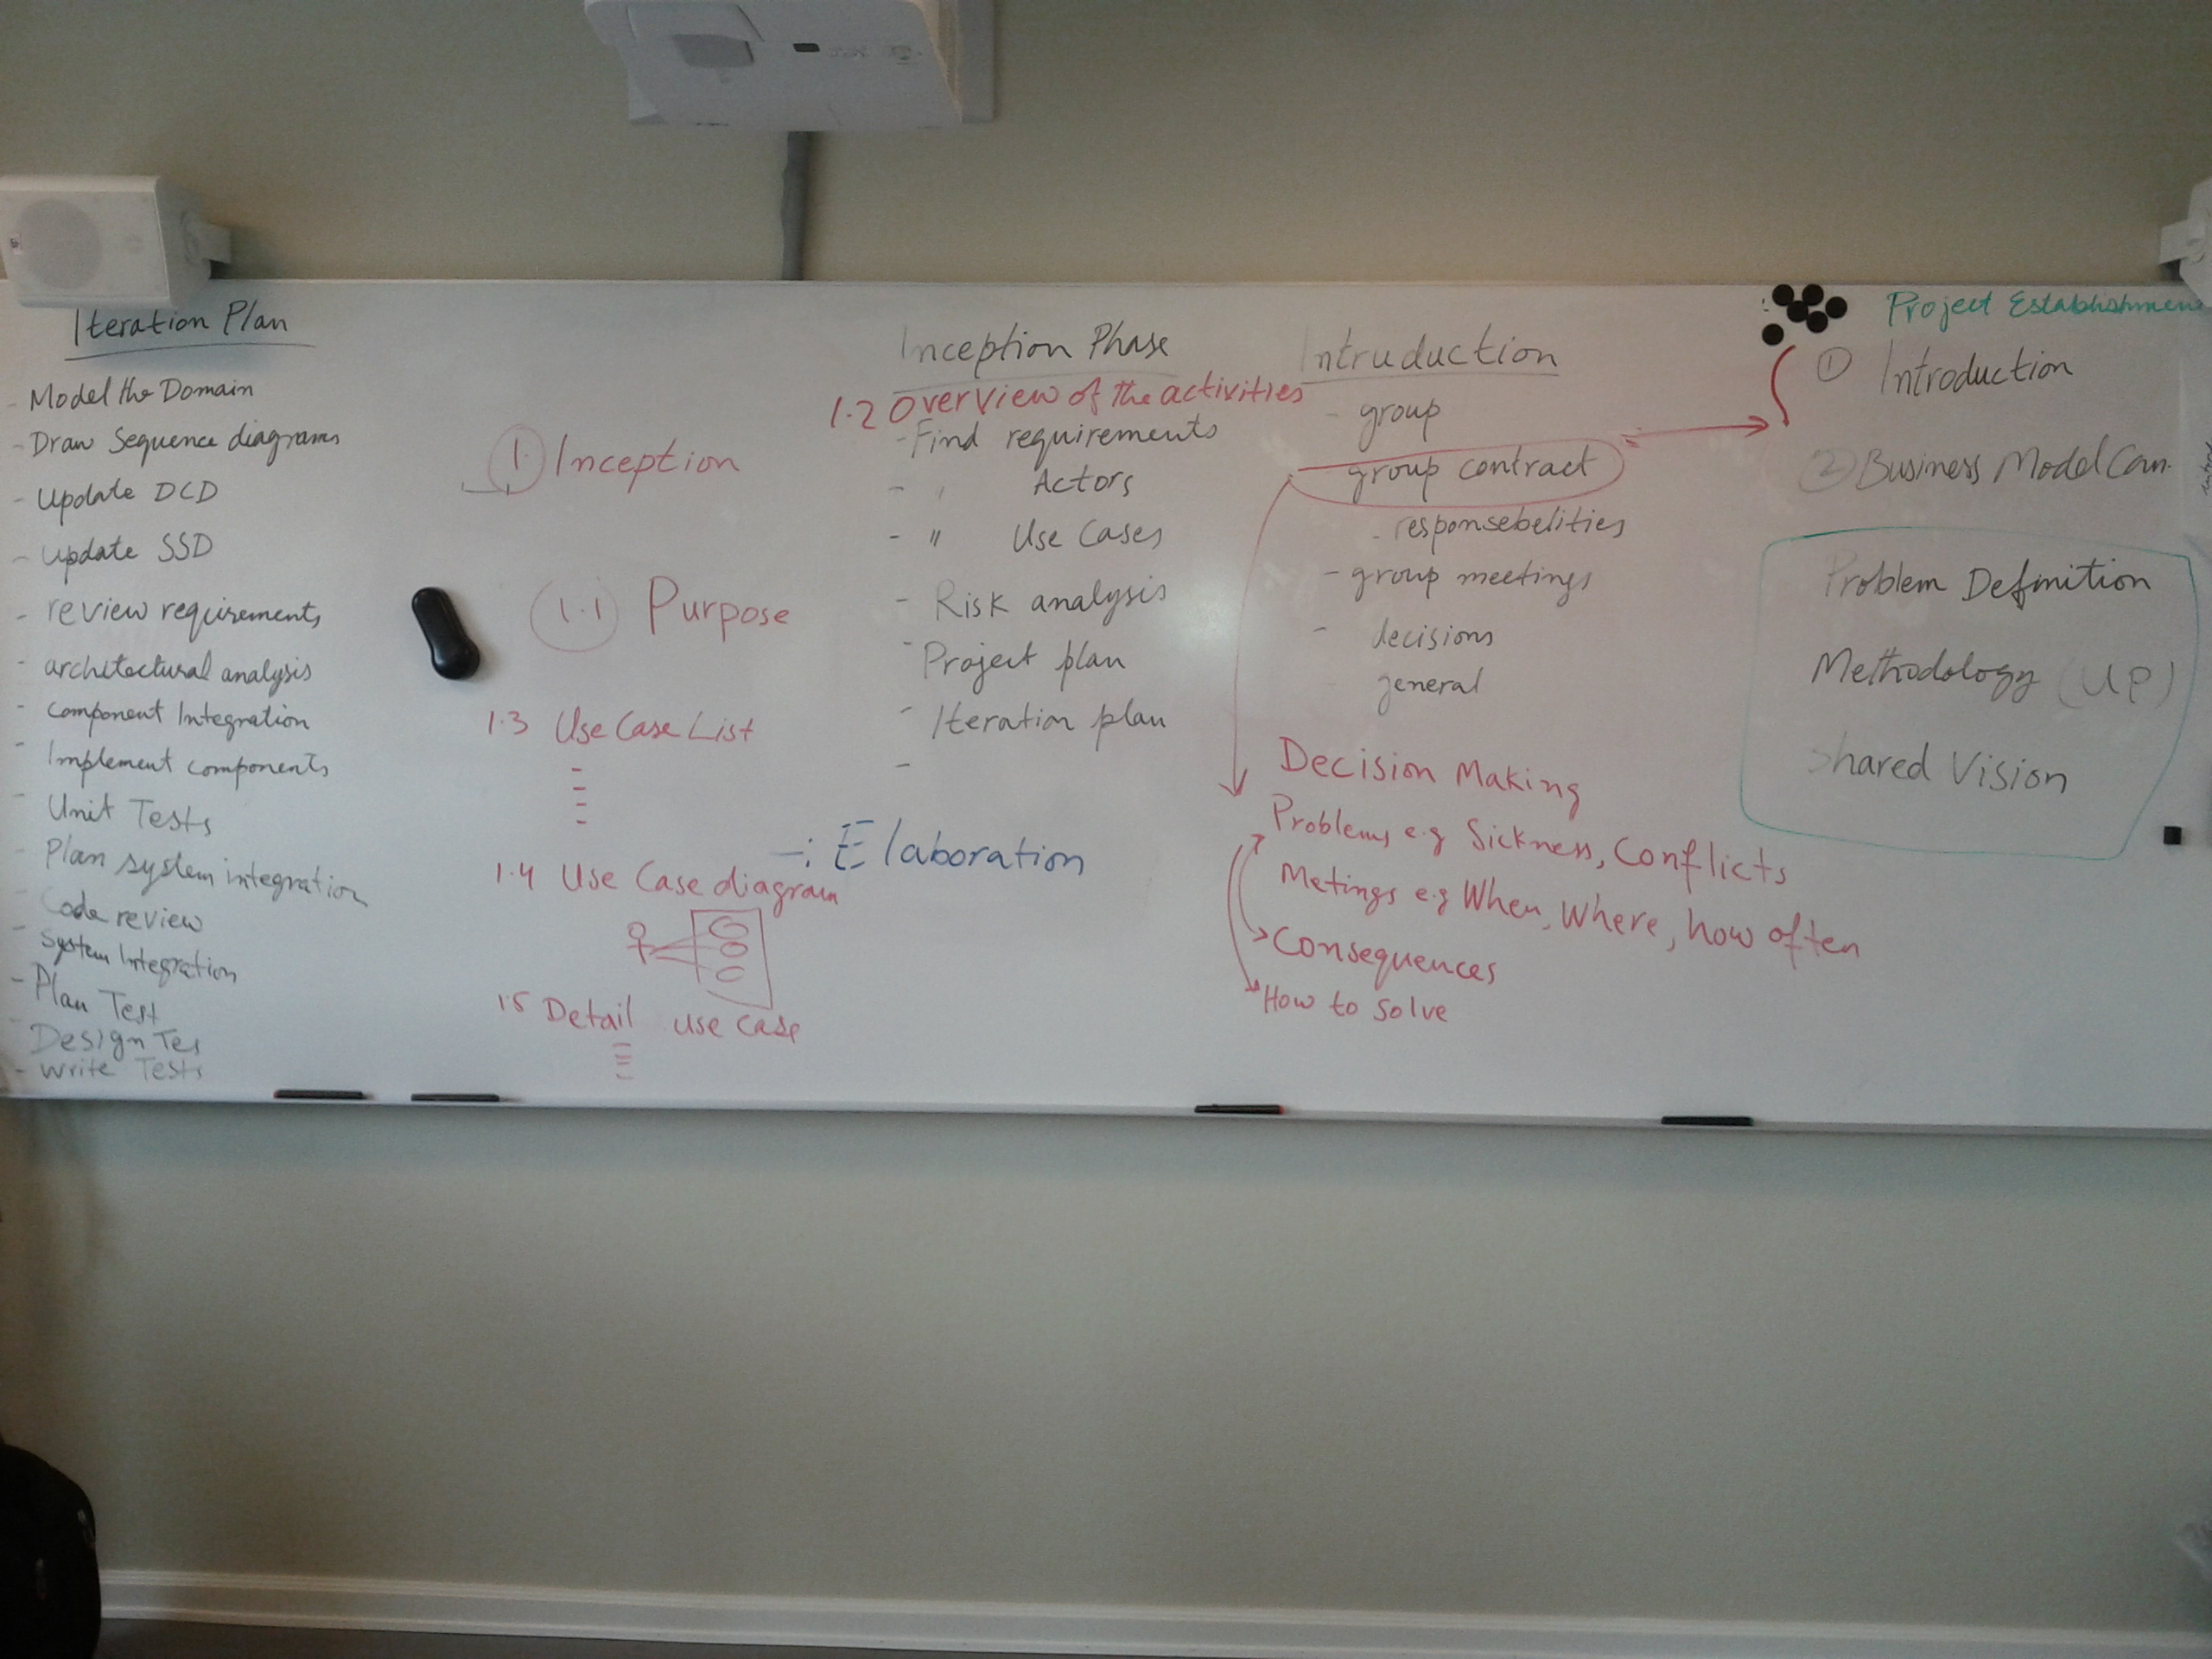 Iteration Plan
- Model the Domain
- Draw Sequence diagrams
- Update DCD
- Update SSD
- review requirements
- architectural analysis
- Component Integration
- Implement components
- Unit Tests
- Plan system integration
- Code review
- System Integration
- Plan Test
- Design Tes
- Write Tests
1. Inception
1.1 Purpose
1.3 Use Case List
1.4 Use Case diagram
1.5 Detail use case
Inception Phase
1.2 Overview of the activities
- Find requirements
- " Actors
- " Use Cases
- Risk analysis
- Project plan
- Iteration plan
-
-: Elaboration
Intruduction
- group
- group contract
- responsebelities
- group meetings
- decisions
general
Decision Making
Problems e.g Sickness, Conflicts
Metings e.g When, Where, how often
Consequences
How to solve
Project Establishmen
1 Introduction
2 Business Model Can.
Problem Definition
Methodology (UP)
Shared Vision